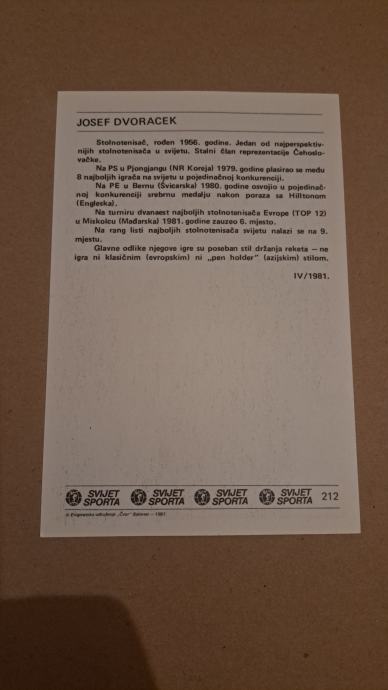 JOSEF DVORACEK
Stolnotenisač, rođen 1956. godine. Jedan od najperspektiv-
nijih stolnotenisača u svijetu. Stalni član reprezentacije Čehoslo-
vačke.
Na PS u Pjongjangu (NR Koreja) 1979. godine plasirao se među
8 najboljih igrača na svijetu u pojedinačnoj konkurenciji.
Na PE u Bernu (Švicarska) 1980. godine osvojio u pojedinač-
noj konkurenciji srebrnu medalju nakon poraza sa Hilltonom
(Engleska).
Na turniru dvanaest najboljih stolnotenisača Evrope (TOP 12)
u Miskolcu (Mađarska) 1981. godine zauzeo 6. mjesto.
Na rang listi najboljih stolnotenisača svijetu nalazi se na 9.
mjestu.
Glavne odlike njegove igre su poseban stil držanja reketa — ne
igra ni klasičnim (evropskim) ni „pen holder" (azijskim) stilom.
IV/1981.
SVIJET SPORTA SVIJET SPORTA SVIJET SPORTA SVIJET SPORTA 212
— 1981